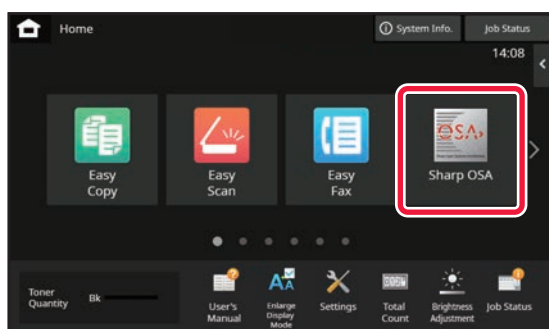 Home
System Info.
Job Status
14:08
Easy
Copy
Easy
Scan
Easy
Fax
OSA
Sharp OSA
Toner
Quantity
Bk
User's
Manual
Enlarge
Display
Mode
Settings
Total
Count
Brightness
Adjustment
Job Status